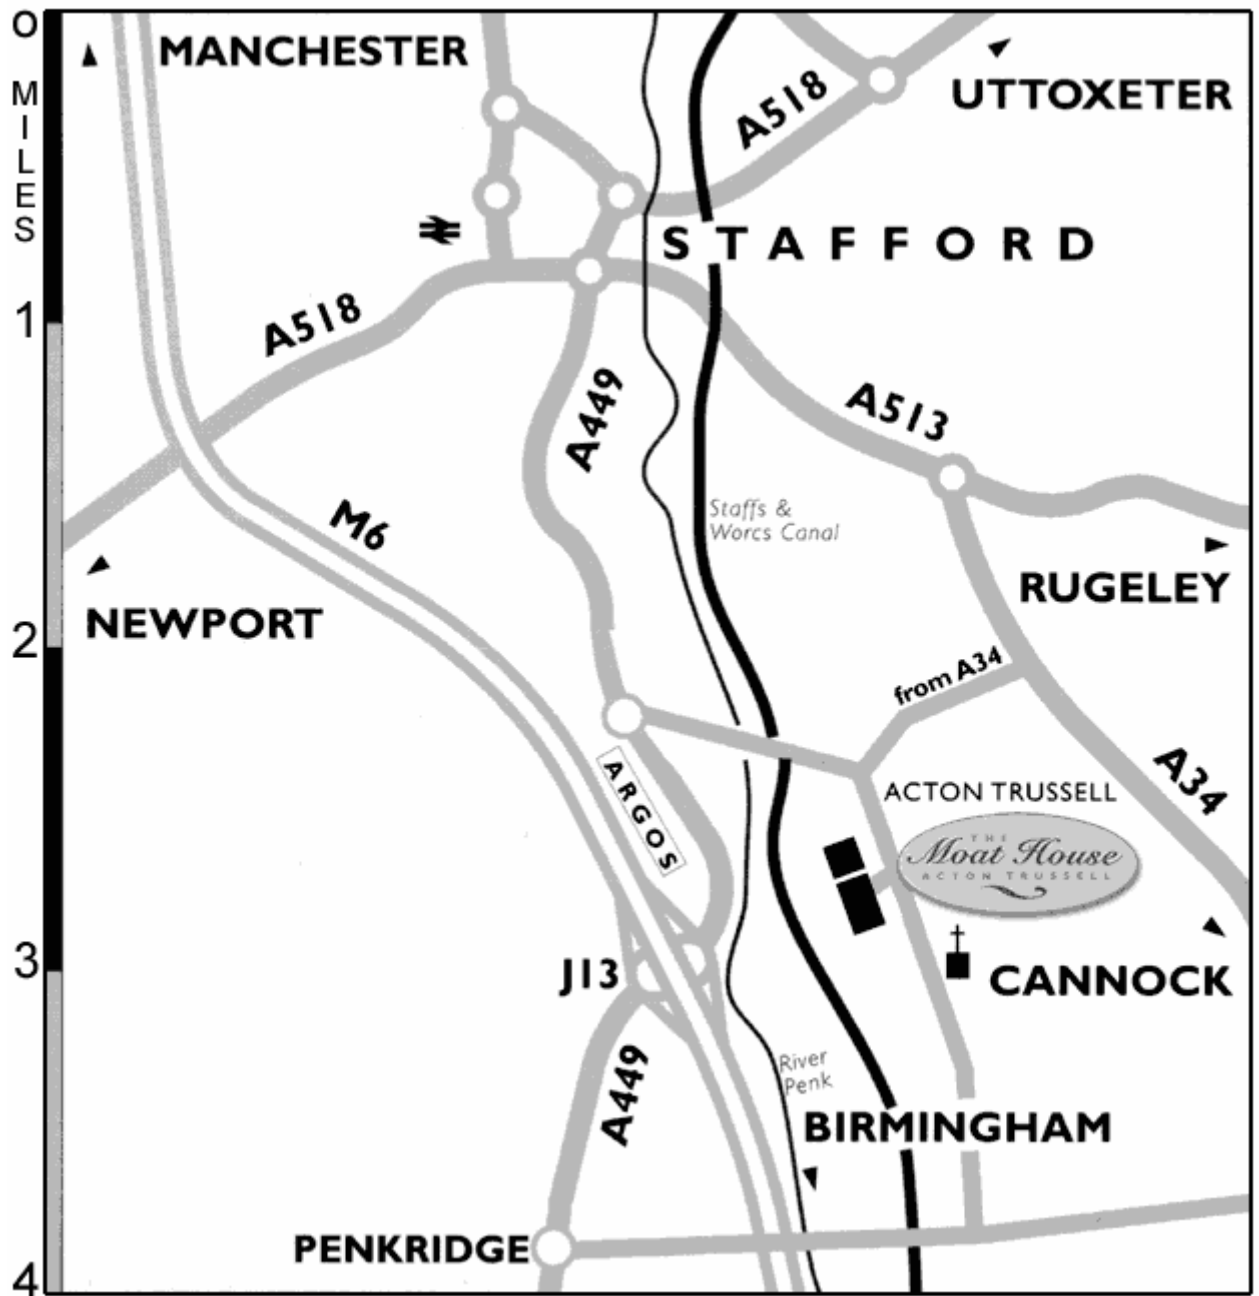 0
MILES
MANCHESTER
A518
UTTOXETER
STAFFORD
1
A518
A449
A513
Staffs &
Worcs Canal
M6
RUGELEY
NEWPORT
2
from A34
ARGOS
ACTON TRUSSELL
A34
THE
Moat House
ACTON TRUSSELL
3
J13
CANNOCK
A449
River
Penk
BIRMINGHAM
PENKRIDGE
4